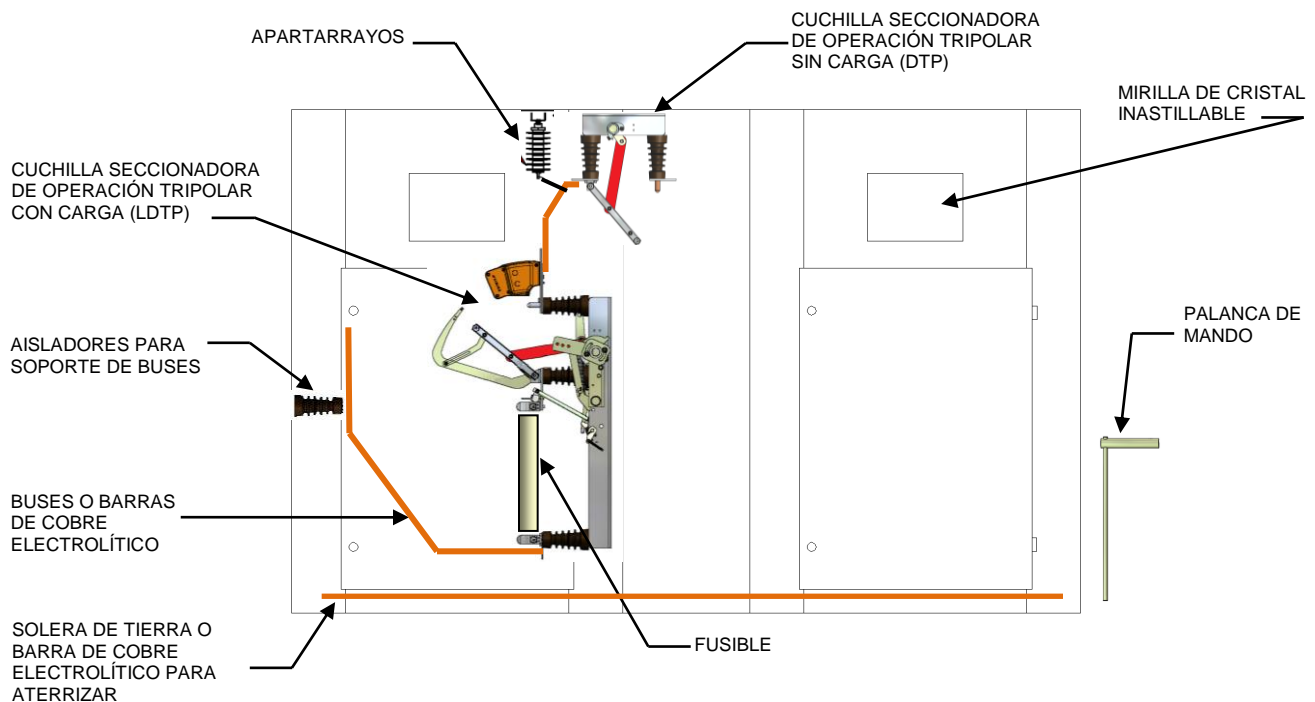 APARTARRAYOS
CUCHILLA SECCIONADORA
DE OPERACIÓN TRIPOLAR
SIN CARGA (DTP)
MIRILLA DE CRISTAL
INASTILLABLE
CUCHILLA SECCIONADORA
DE OPERACIÓN TRIPOLAR
CON CARGA (LDTP)
PALANCA DE
MANDO
AISLADORES PARA
SOPORTE DE BUSES
BUSES O BARRAS
DE COBRE
ELECTROLÍTICO
SOLERA DE TIERRA O
BARRA DE COBRE
ELECTROLÍTICO PARA
ATERRIZAR
FUSIBLE